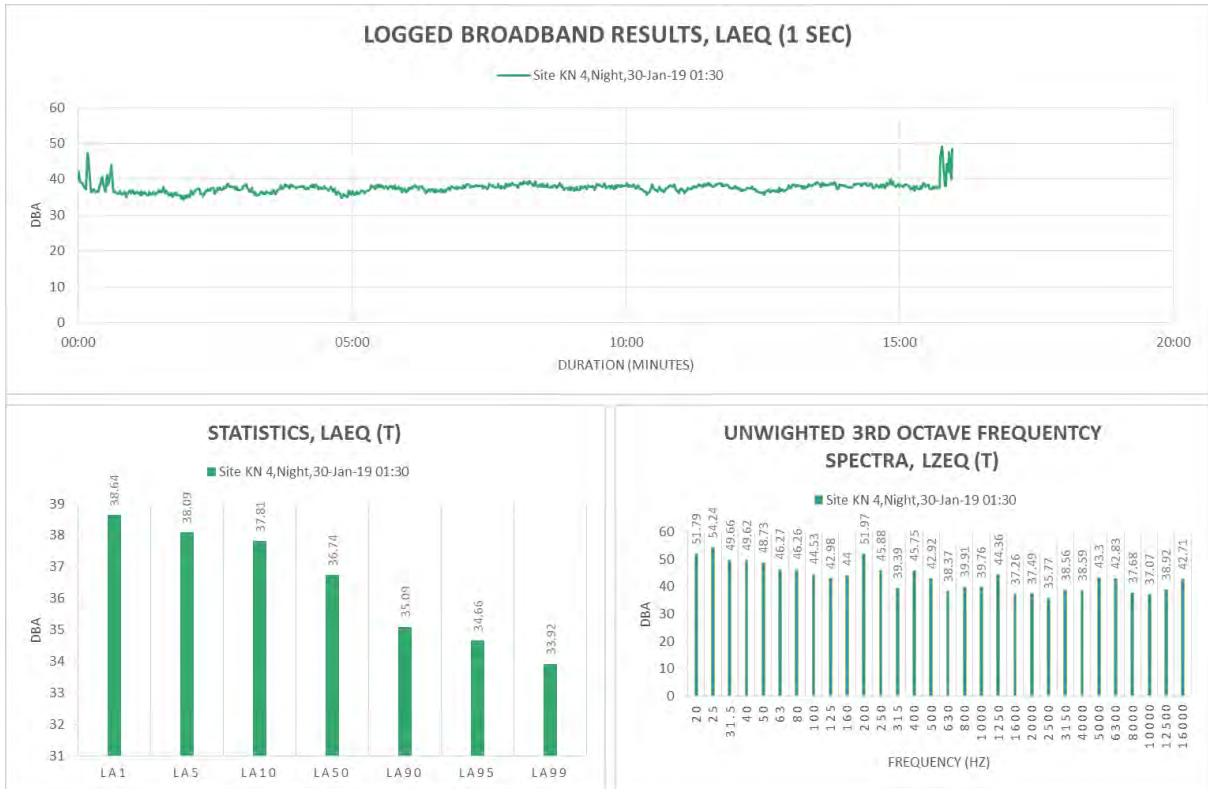 LOGGED BROADBAND RESULTS, LAEQ (1 SEC)
Site KN 4,Night,30-Jan-19 01:30
60
50
40
30
20
10
0
DBA
00:00 05:00 10:00 15:00 20:00
DURATION (MINUTES)
STATISTICS, LAEQ (T)
Site KN 4,Night,30-Jan-19 01:30
39
38
37
36
35
34
33
32
31
DBA
38.64 38.09 37.81 36.74 35.09 34.66 33.92
LA1 LA5 LA10 LA50 LA90 LA95 LA99
UNWIGHTED 3RD OCTAVE FREQUENTCY
SPECTRA, LZEQ (T)
Site KN 4,Night,30-Jan-19 01:30
60
50
40
30
20
10
0
DBA
51.79 54.24 49.66 49.62 48.73 46.27 46.26 44.53 42.98 44 51.97 45.88 39.39 45.75 42.92 38.37 39.91 39.76 44.36 37.26 37.49 35.77 38.56 38.59 43.3 42.83 37.68 37.07 38.92 42.71
20 25 31.5 40 50 63 80 100 125 160 200 250 315 400 500 630 800 1000 1250 1600 2000 2500 3150 4000 5000 6300 8000 10000 12500 16000
FREQUENCY (HZ)